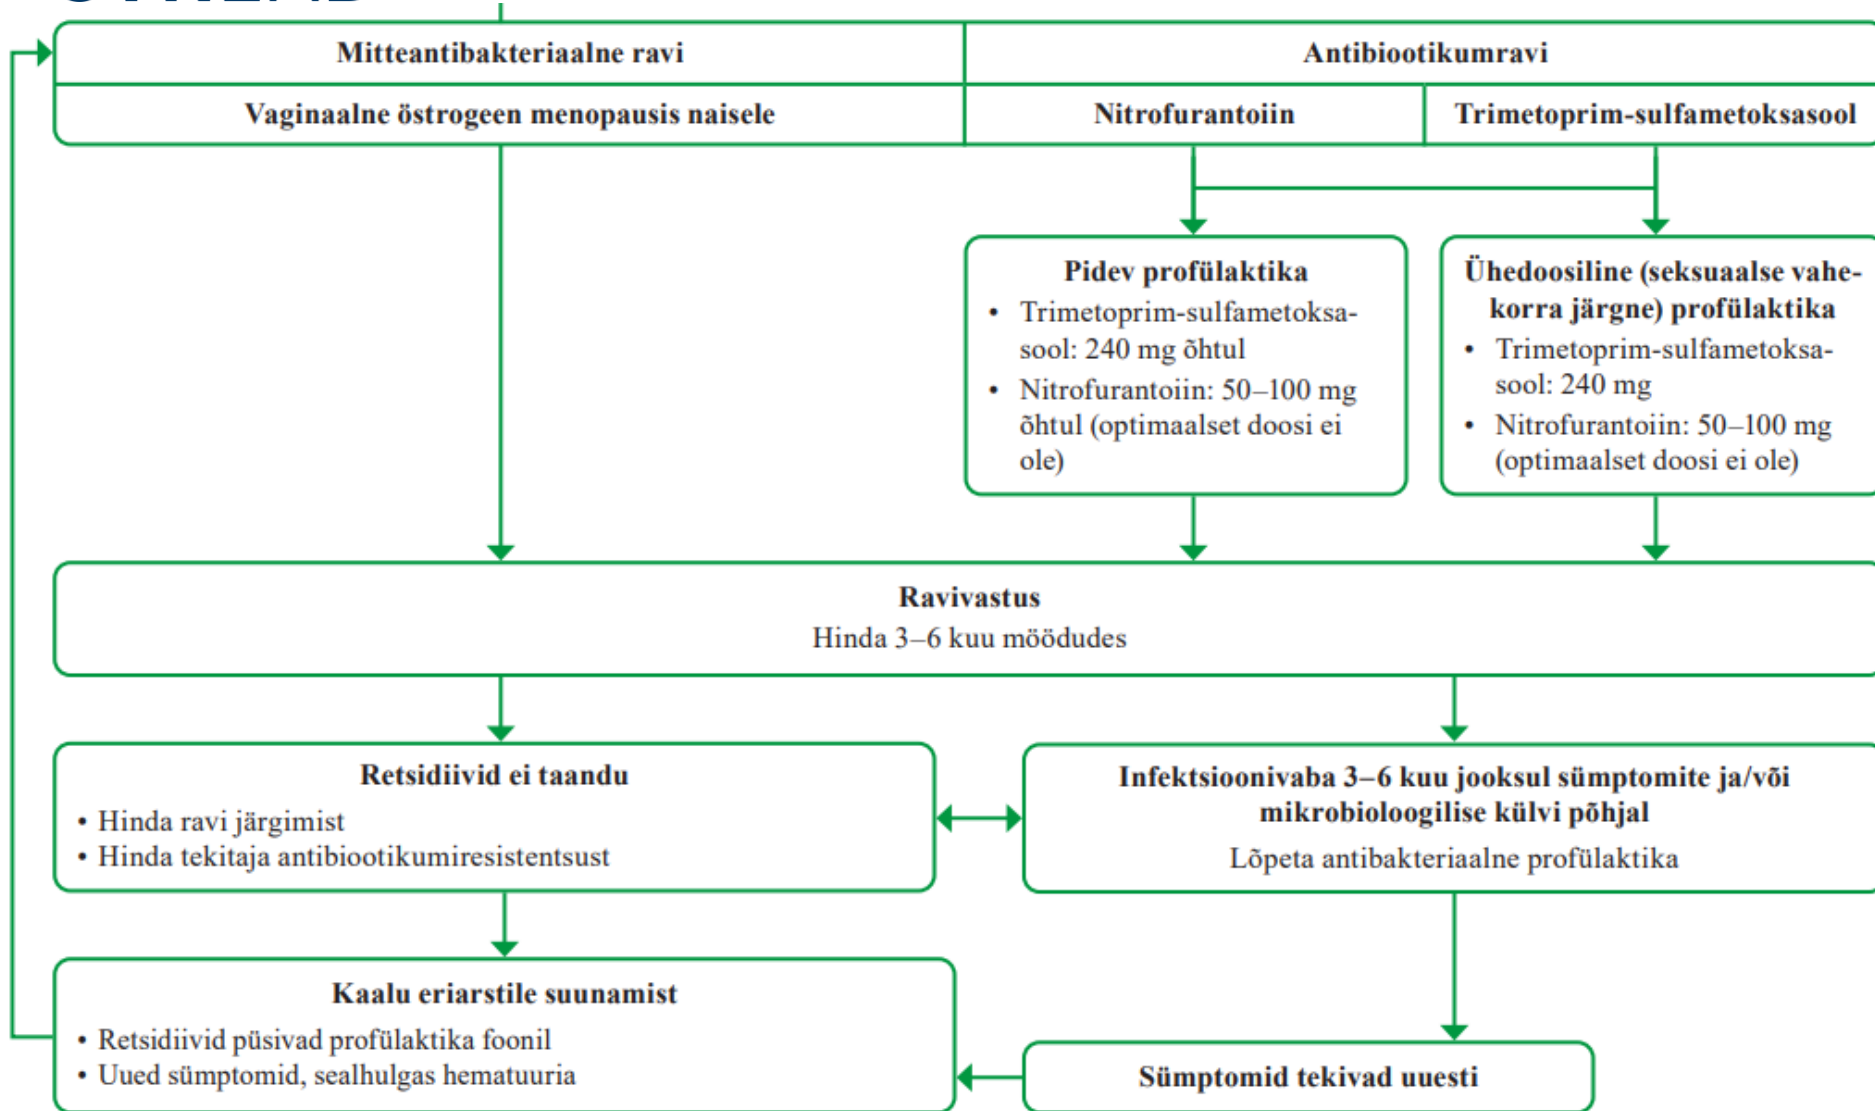 Mitteantibakteriaalne ravi
Antibiootikumravi
Vaginaalne östrogeen menopausis naisele
Nitrofurantoiin
Trimetoprim-sulfametoksasool
Pidev profülaktika
• Trimetoprim-sulfametoksa-
sool: 240 mg õhtul
• Nitrofurantoiin: 50–100 mg
õhtul (optimaalset doosi ei
ole)
Ühedoosiline (seksuaalse vahe-
korra järgne) profülaktika
• Trimetoprim-sulfametoksa-
sool: 240 mg
• Nitrofurantoiin: 50–100 mg
(optimaalset doosi ei ole)
Ravivastus
Hinda 3–6 kuu möödudes
Retsidiivid ei taandu
• Hinda ravi järgimist
• Hinda tekitaja antibiootikumiresistentsust
Infektsioonivaba 3–6 kuu jooksul sümptomite ja/või
mikrobioloogilise külvi põhjal
Lõpeta antibakteriaalne profülaktika
Kaalu eriarstile suunamist
• Retsidiivid püsivad profülaktika foonil
• Uued sümptomid, sealhulgas hematuuria
Sümptomid tekivad uuesti